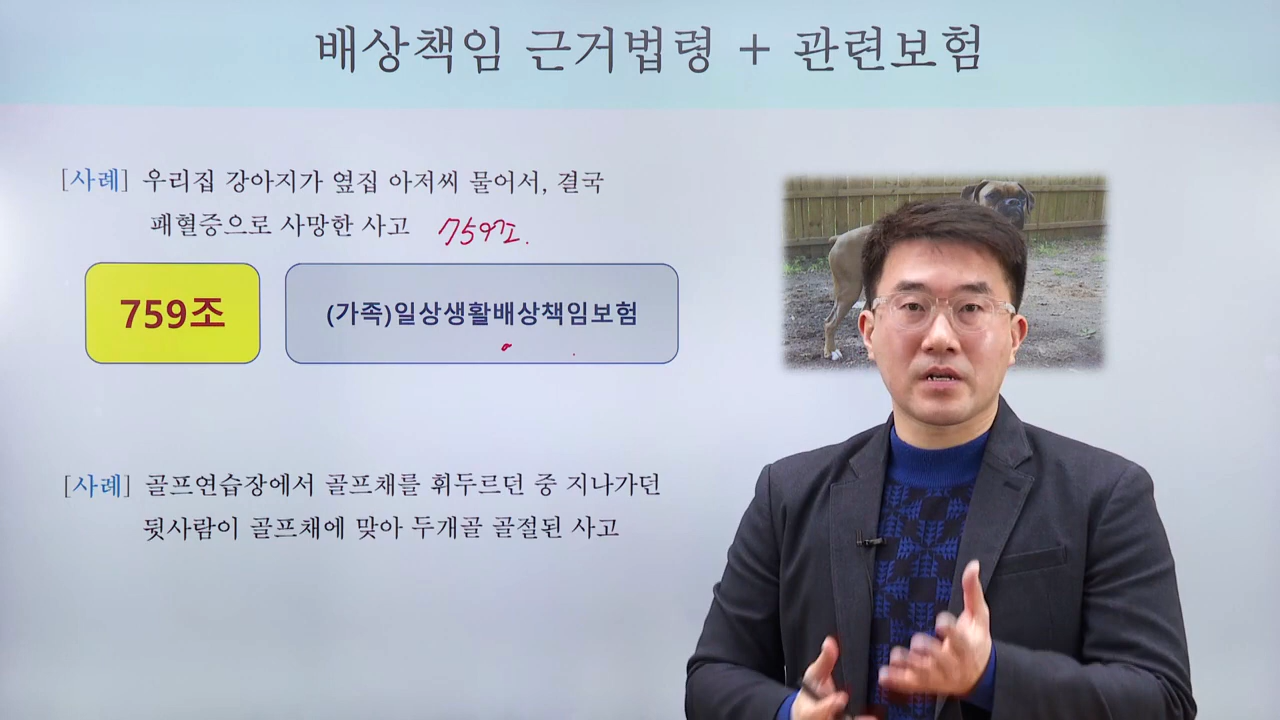 배상책임 근거법령 + 관련보험
[사례] 우리집 강아지가 옆집 아저씨 물어서, 결국
패혈증으로 사망한 사고 759조.
759조
(가족)일상생활배상책임보험
[사례] 골프연습장에서 골프채를 휘두르던 중 지나가던
뒷사람이 골프채에 맞아 두개골 골절된 사고